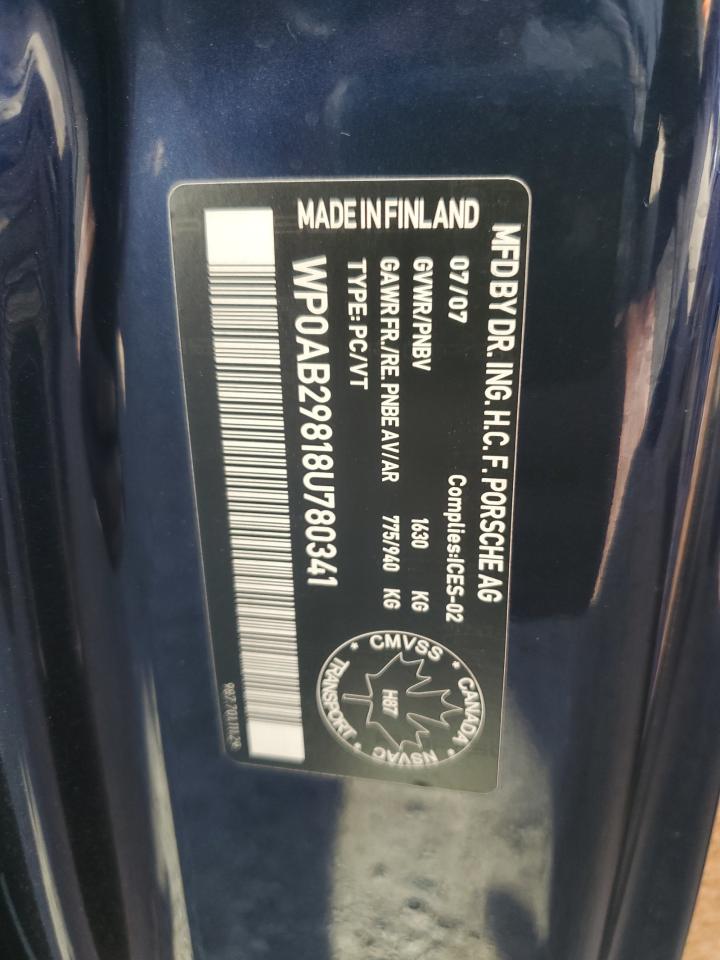 MFD BY DR. ING. H.C. F. PORSCHE AG
07/07 Complies: ICES-02
GVWR/PNBV 1630 KG
GAWR FR./RE, PNBE AV/AR 775/940 KG
TYPE: PC/VT
MADE IN FINLAND
WP0AB29818U780341
CMVSS * CANADA * NSVAC * TRANSPORT *
H87